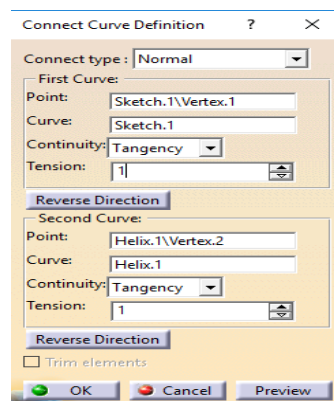 Connect Curve Definition ? ×
Connect type : Normal
First Curve:
Point: Sketch.1\Vertex.1
Curve: Sketch.1
Continuity: Tangency
Tension: 1
Reverse Direction
Second Curve:
Point: Helix.1\Vertex.2
Curve: Helix.1
Continuity: Tangency
Tension: 1
Reverse Direction
Trim elements
OK Cancel Preview